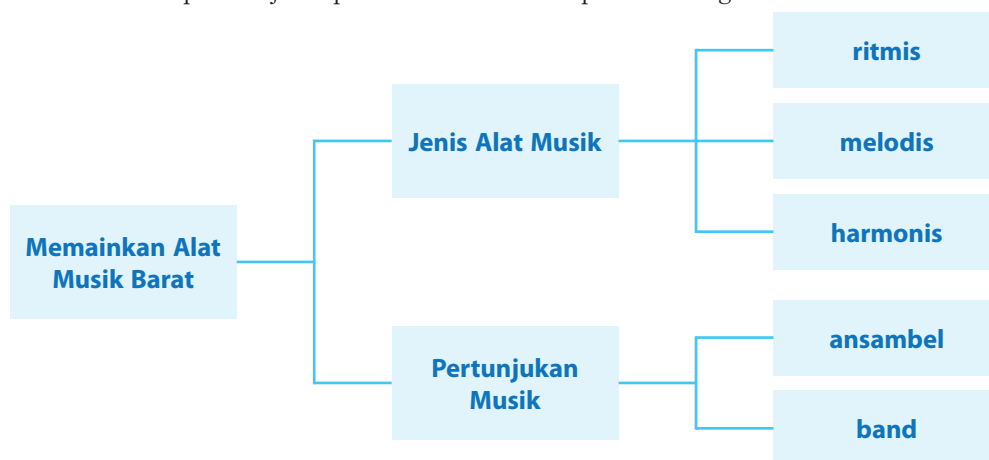 ritmis
Jenis Alat Musik
melodis
harmonis
Memainkan Alat
Musik Barat
ansambel
Pertunjukan
Musik
band